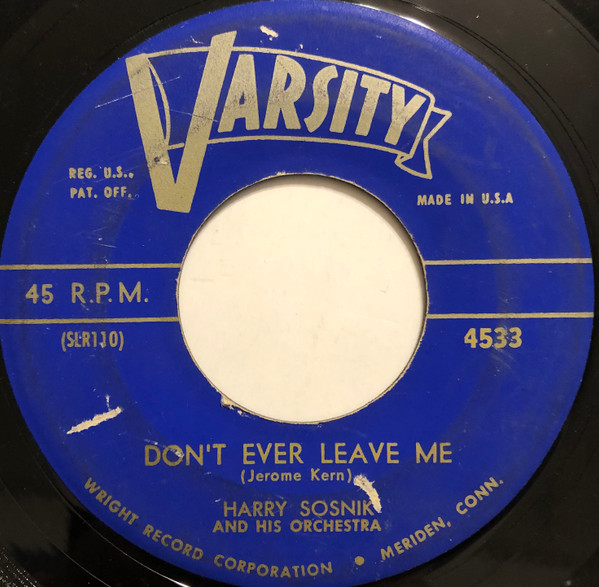 VARSITY
REG. U.S.
PAT. OFF.
MADE IN U.S.A
45 R.P.M.
(SLR110)
4533
DON'T EVER LEAVE ME
(Jerome Kern)
HARRY SOSNIK
AND HIS ORCHESTRA
WRIGHT RECORD CORPORATION • MERIDEN, CONN.